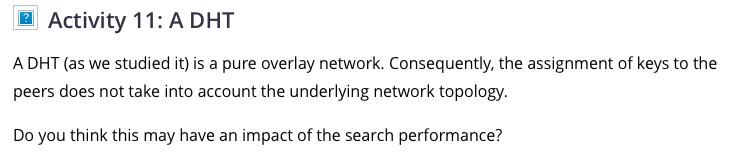 Activity 11: A DHT
A DHT (as we studied it) is a pure overlay network. Consequently, the assignment of keys to the
peers does not take into account the underlying network topology.
Do you think this may have an impact of the search performance?